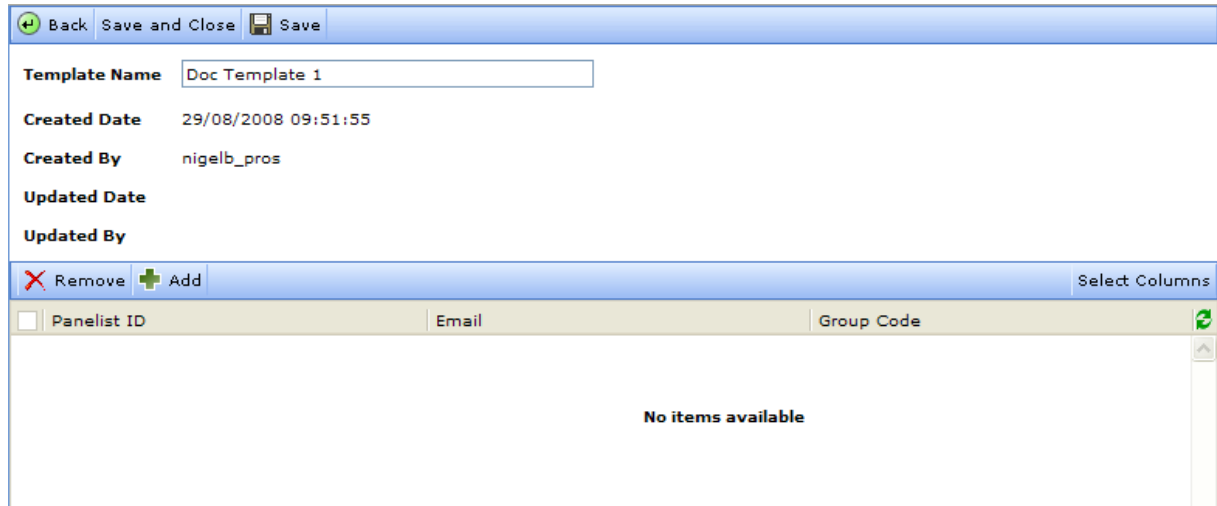 Back Save and Close Save
Template Name Doc Template 1
Created Date 29/08/2008 09:51:55
Created By nigelb_pros
Updated Date
Updated By
Remove Add Select Columns
Panelist ID Email Group Code
No items available